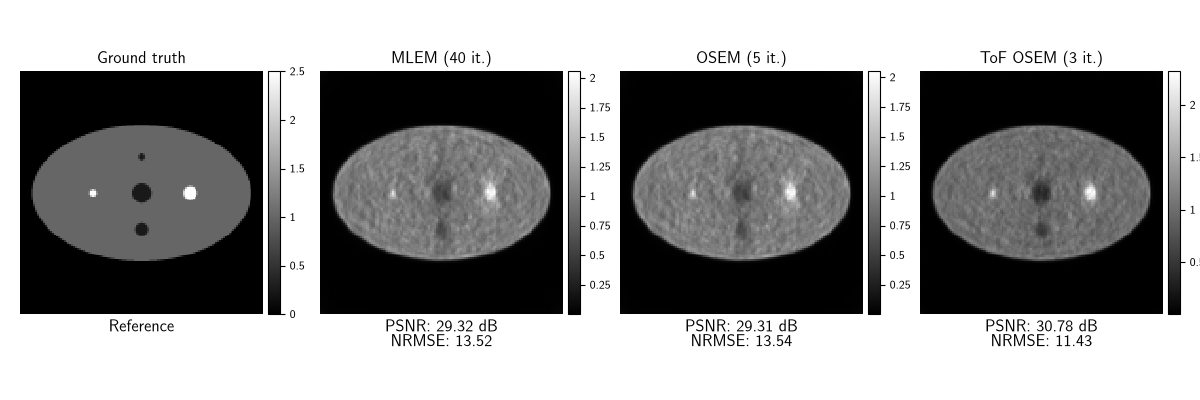 Ground truth
MLEM (40 it.)
OSEM (5 it.)
ToF OSEM (3 it.)
2.5
2
1.5
1
0.5
0
2
1.75
1.5
1.25
1
0.75
0.5
0.25
2
1.75
1.5
1.25
1
0.75
0.5
0.25
2
1.
1
0.
Reference
PSNR: 29.32 dB
NRMSE: 13.52
PSNR: 29.31 dB
NRMSE: 13.54
PSNR: 30.78 dB
NRMSE: 11.43